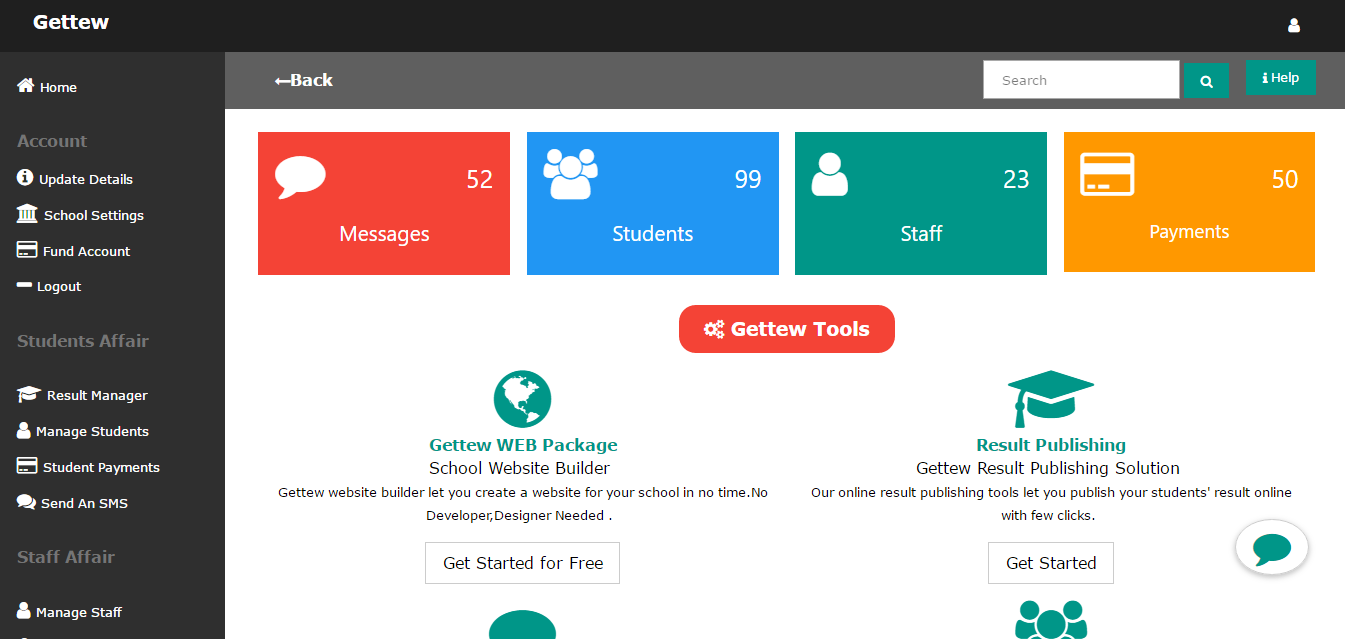 Gettew
Home
Account
Update Details
School Settings
Fund Account
Logout
Students Affair
Result Manager
Manage Students
Student Payments
Send An SMS
Staff Affair
Manage Staff
Back
Search
Help
52
Messages
99
Students
23
Staff
50
Payments
Gettew Tools
Gettew WEB Package
School Website Builder
Gettew website builder let you create a website for your school in no time.No
Developer,Designer Needed .
Get Started for Free
Result Publishing
Gettew Result Publishing Solution
Our online result publishing tools let you publish your students' result online
with few clicks.
Get Started